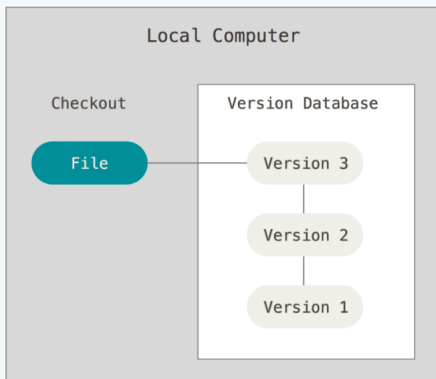 Local Computer
Checkout
Version Database
File
Version 3
Version 2
Version 1